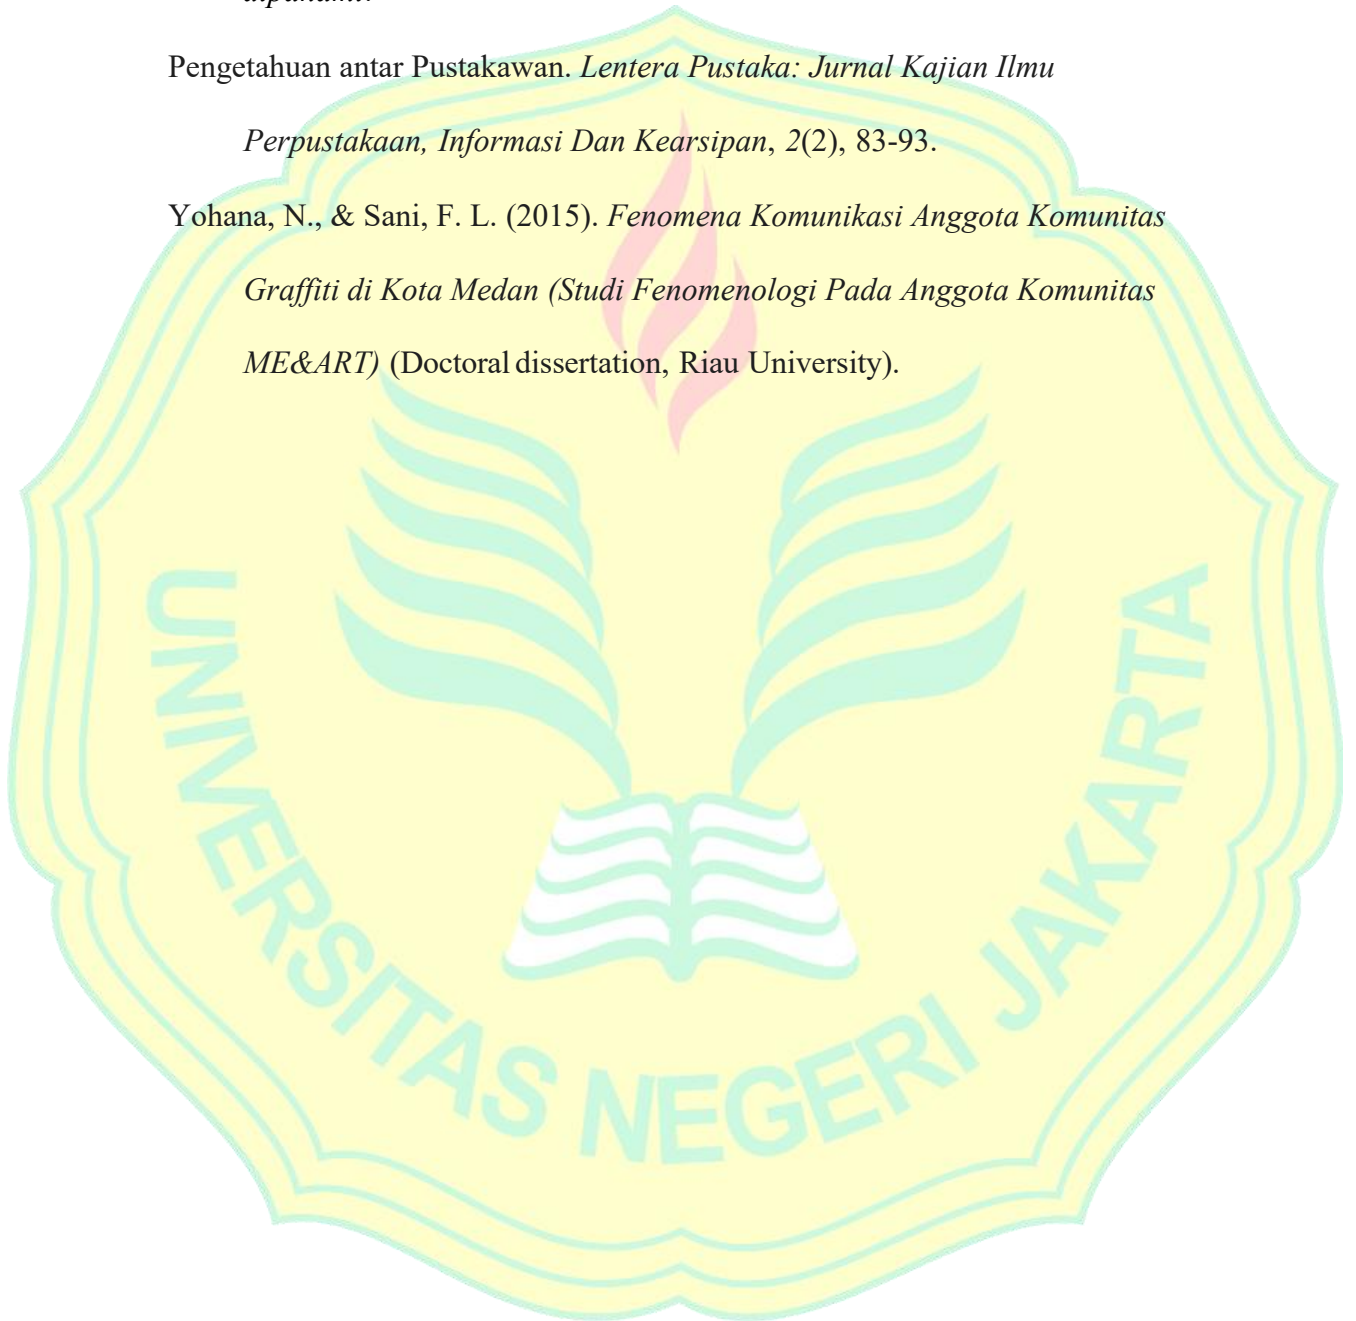 Pengetahuan antar Pustakawan. Lentera Pustaka: Jurnal Kajian Ilmu
Perpustakaan, Informasi Dan Kearsipan, 2(2), 83-93.
Yohana, N., & Sani, F. L. (2015). Fenomena Komunikasi Anggota Komunitas
Graffiti di Kota Medan (Studi Fenomenologi Pada Anggota Komunitas
ME&ART) (Doctoral dissertation, Riau University).
UNIVERSITAS NEGERI JAKARTA